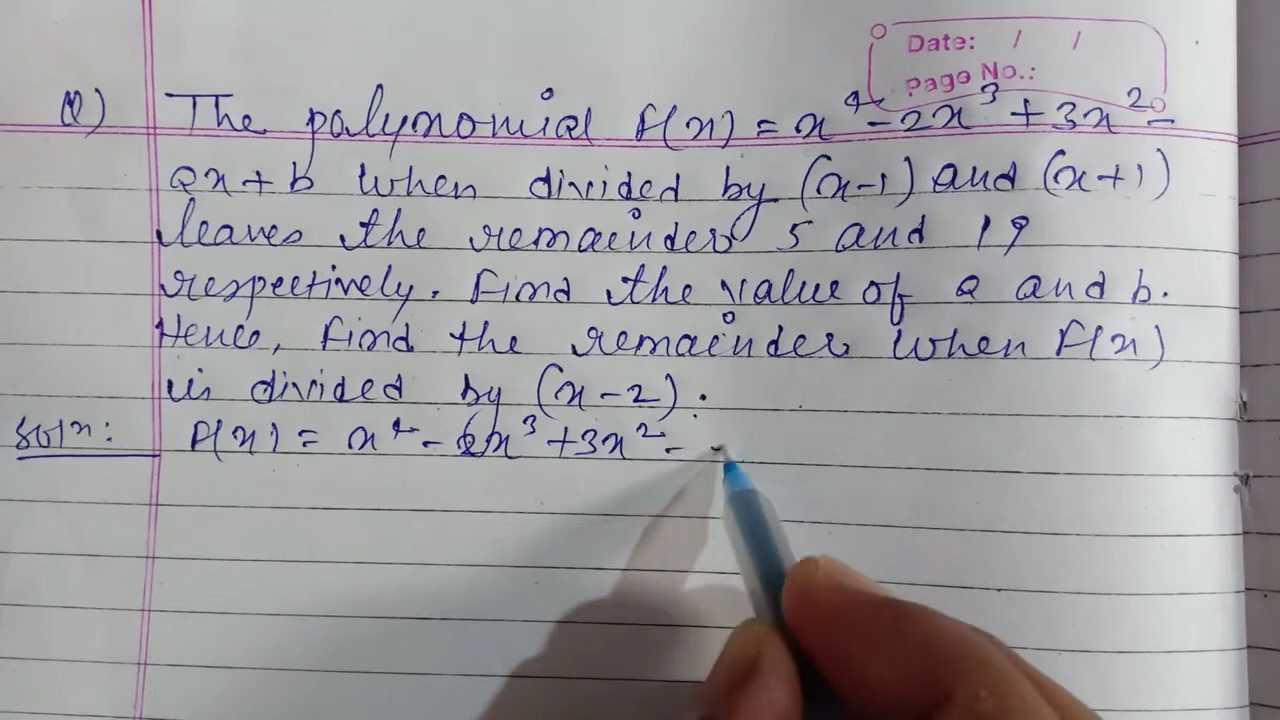 Date: / /
Page No.:
Q) The polynomial f(x) = x⁴ - 2x³ + 3x² -
ax + b when divided by (x-1) and (x+1)
leaves the remainders 5 and 19
respectively. Find the value of a and b.
Hence, find the remainder when f(x)
is divided by (x-2).
Soln: f(x) = x⁴ - 2x³ + 3x² -